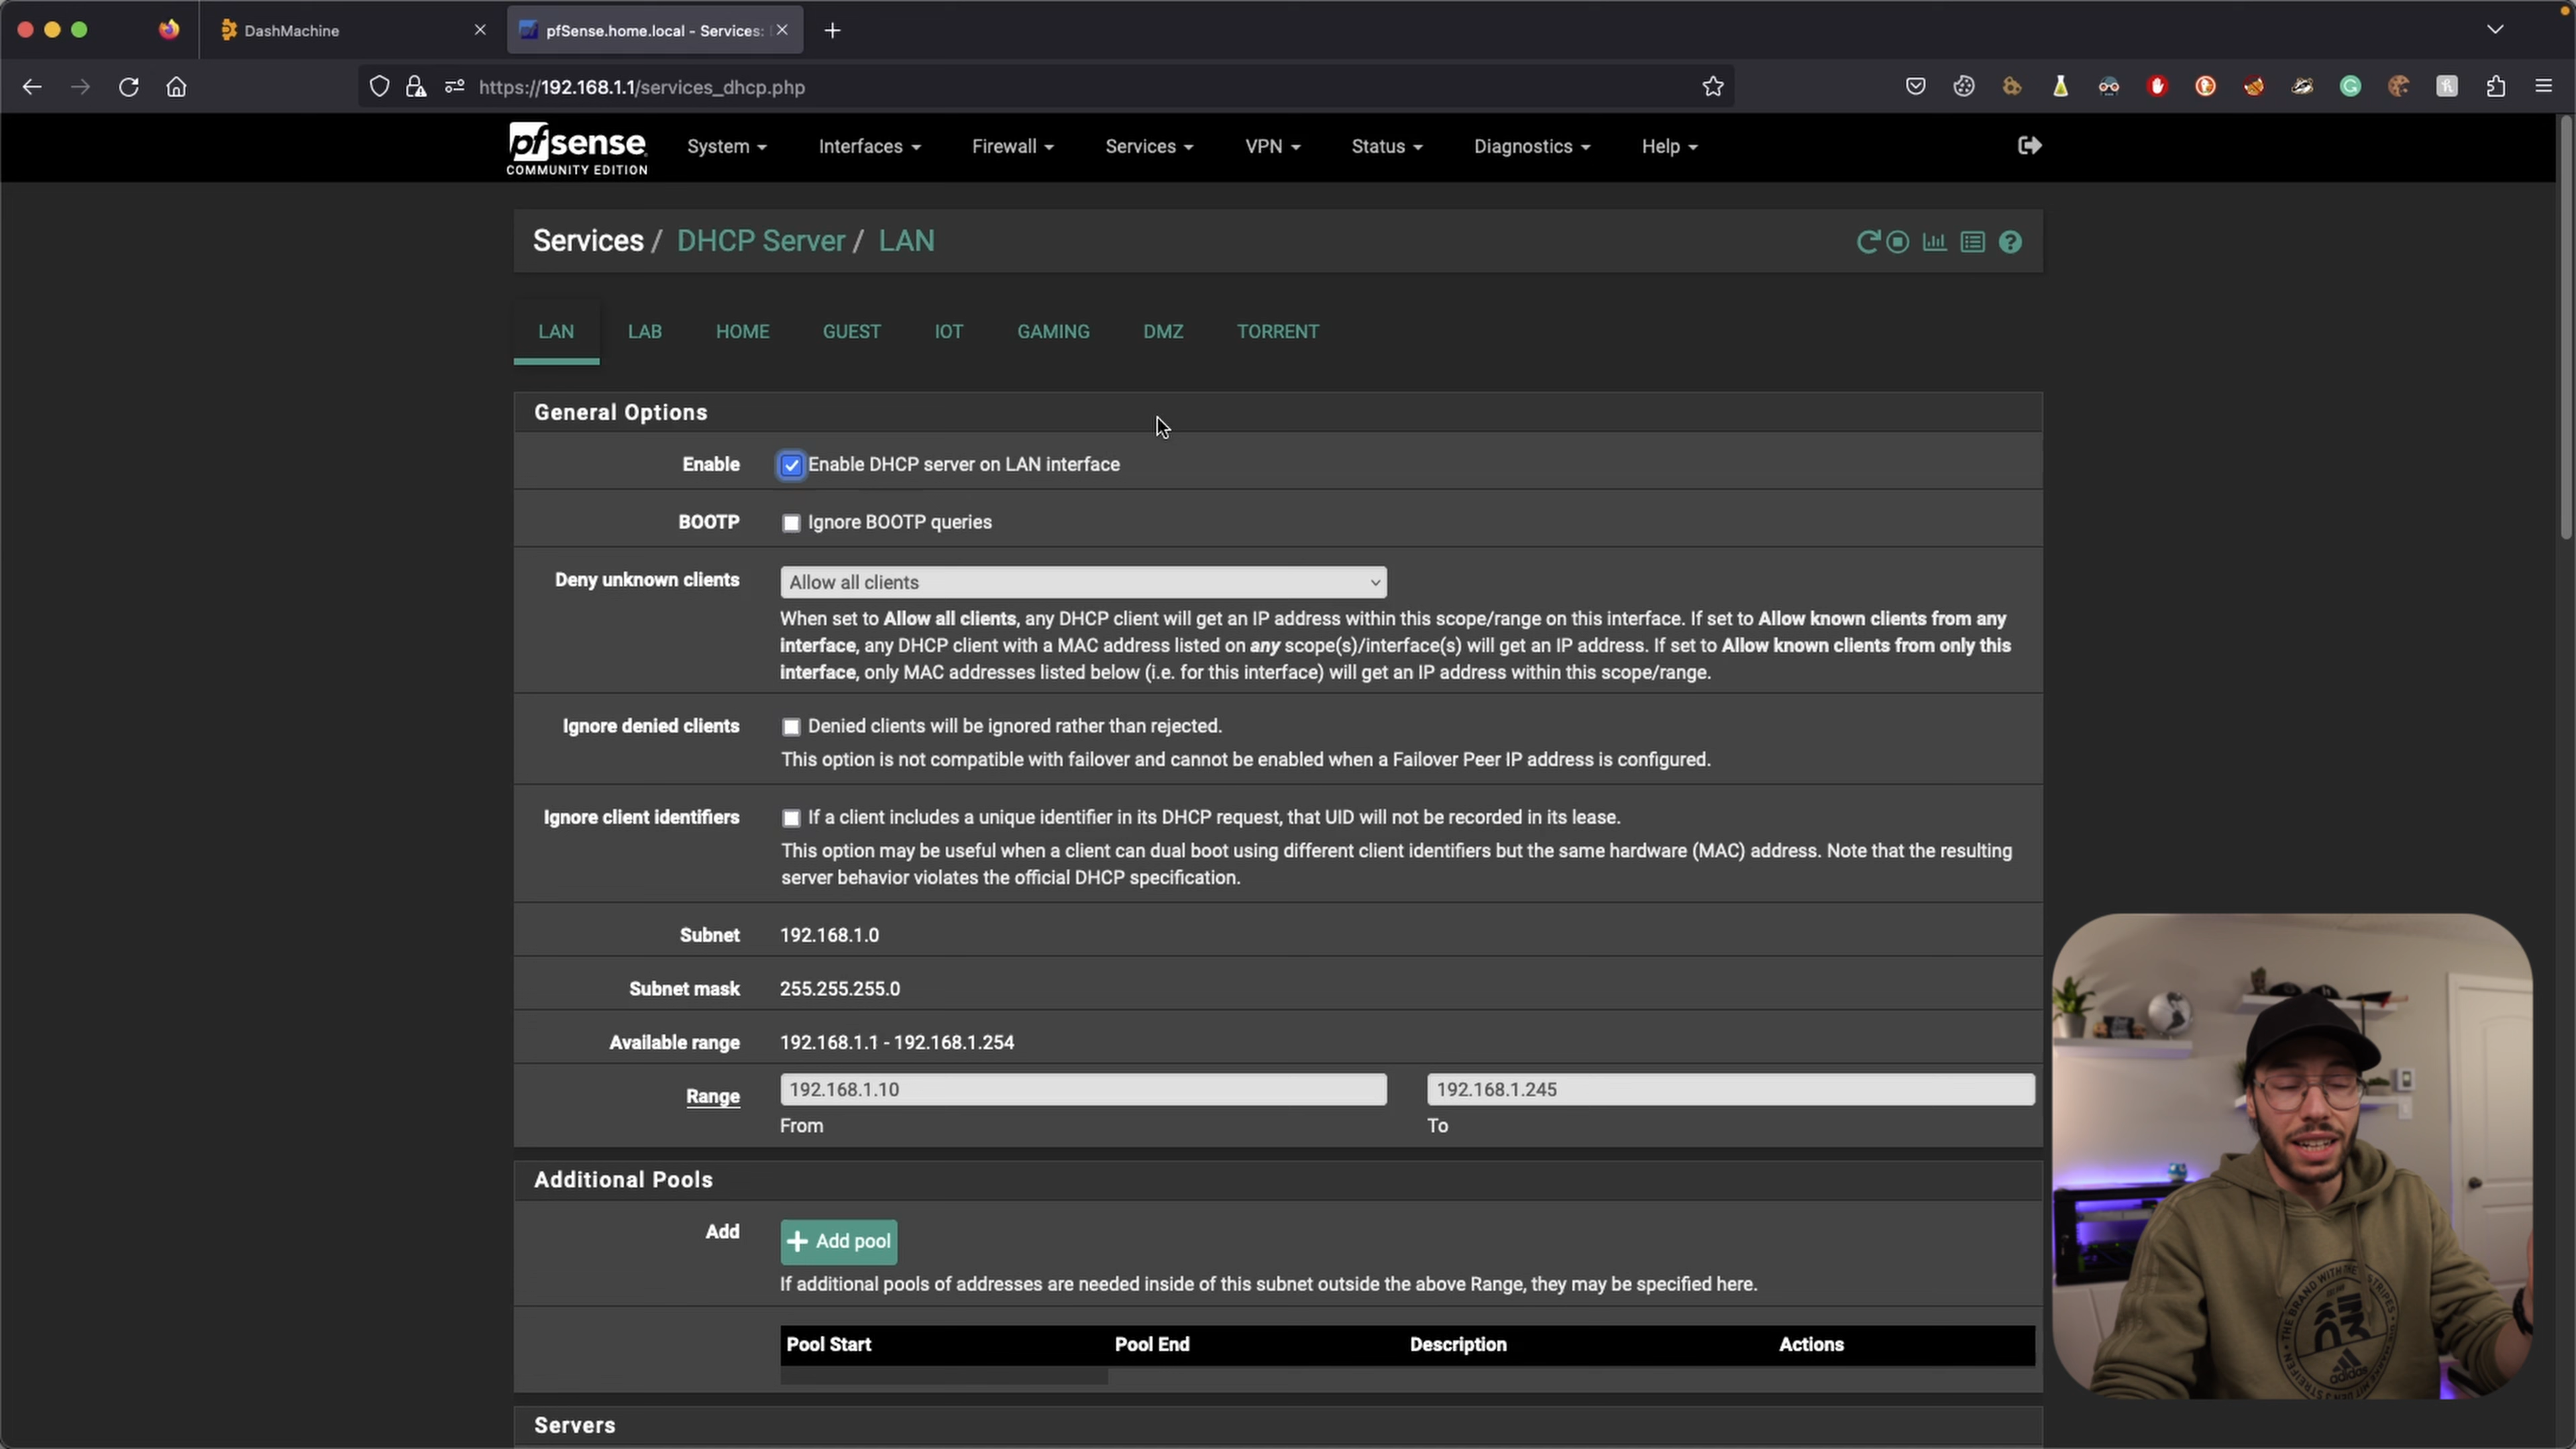 DashMachine
pfSense.home.local - Services:
https://192.168.1.1/services_dhcp.php
pfsense
COMMUNITY EDITION
System
Interfaces
Firewall
Services
VPN
Status
Diagnostics
Help
Services / DHCP Server / LAN
LAN
LAB
HOME
GUEST
IOT
GAMING
DMZ
TORRENT
General Options
Enable
Enable DHCP server on LAN interface
BOOTP
Ignore BOOTP queries
Deny unknown clients
Allow all clients
When set to Allow all clients, any DHCP client will get an IP address within this scope/range on this interface. If set to Allow known clients from any
interface, any DHCP client with a MAC address listed on any scope(s)/interface(s) will get an IP address. If set to Allow known clients from only this
interface, only MAC addresses listed below (i.e. for this interface) will get an IP address within this scope/range.
Ignore denied clients
Denied clients will be ignored rather than rejected.
This option is not compatible with failover and cannot be enabled when a Failover Peer IP address is configured.
Ignore client identifiers
If a client includes a unique identifier in its DHCP request, that UID will not be recorded in its lease.
This option may be useful when a client can dual boot using different client identifiers but the same hardware (MAC) address. Note that the resulting
server behavior violates the official DHCP specification.
Subnet
192.168.1.0
Subnet mask
255.255.255.0
Available range
192.168.1.1 - 192.168.1.254
Range
192.168.1.10
192.168.1.245
From
To
Additional Pools
Add
Add pool
If additional pools of addresses are needed inside of this subnet outside the above Range, they may be specified here.
Pool Start
Pool End
Description
Actions
Servers
THE BRAND WITH THE
STRIPES
adidas